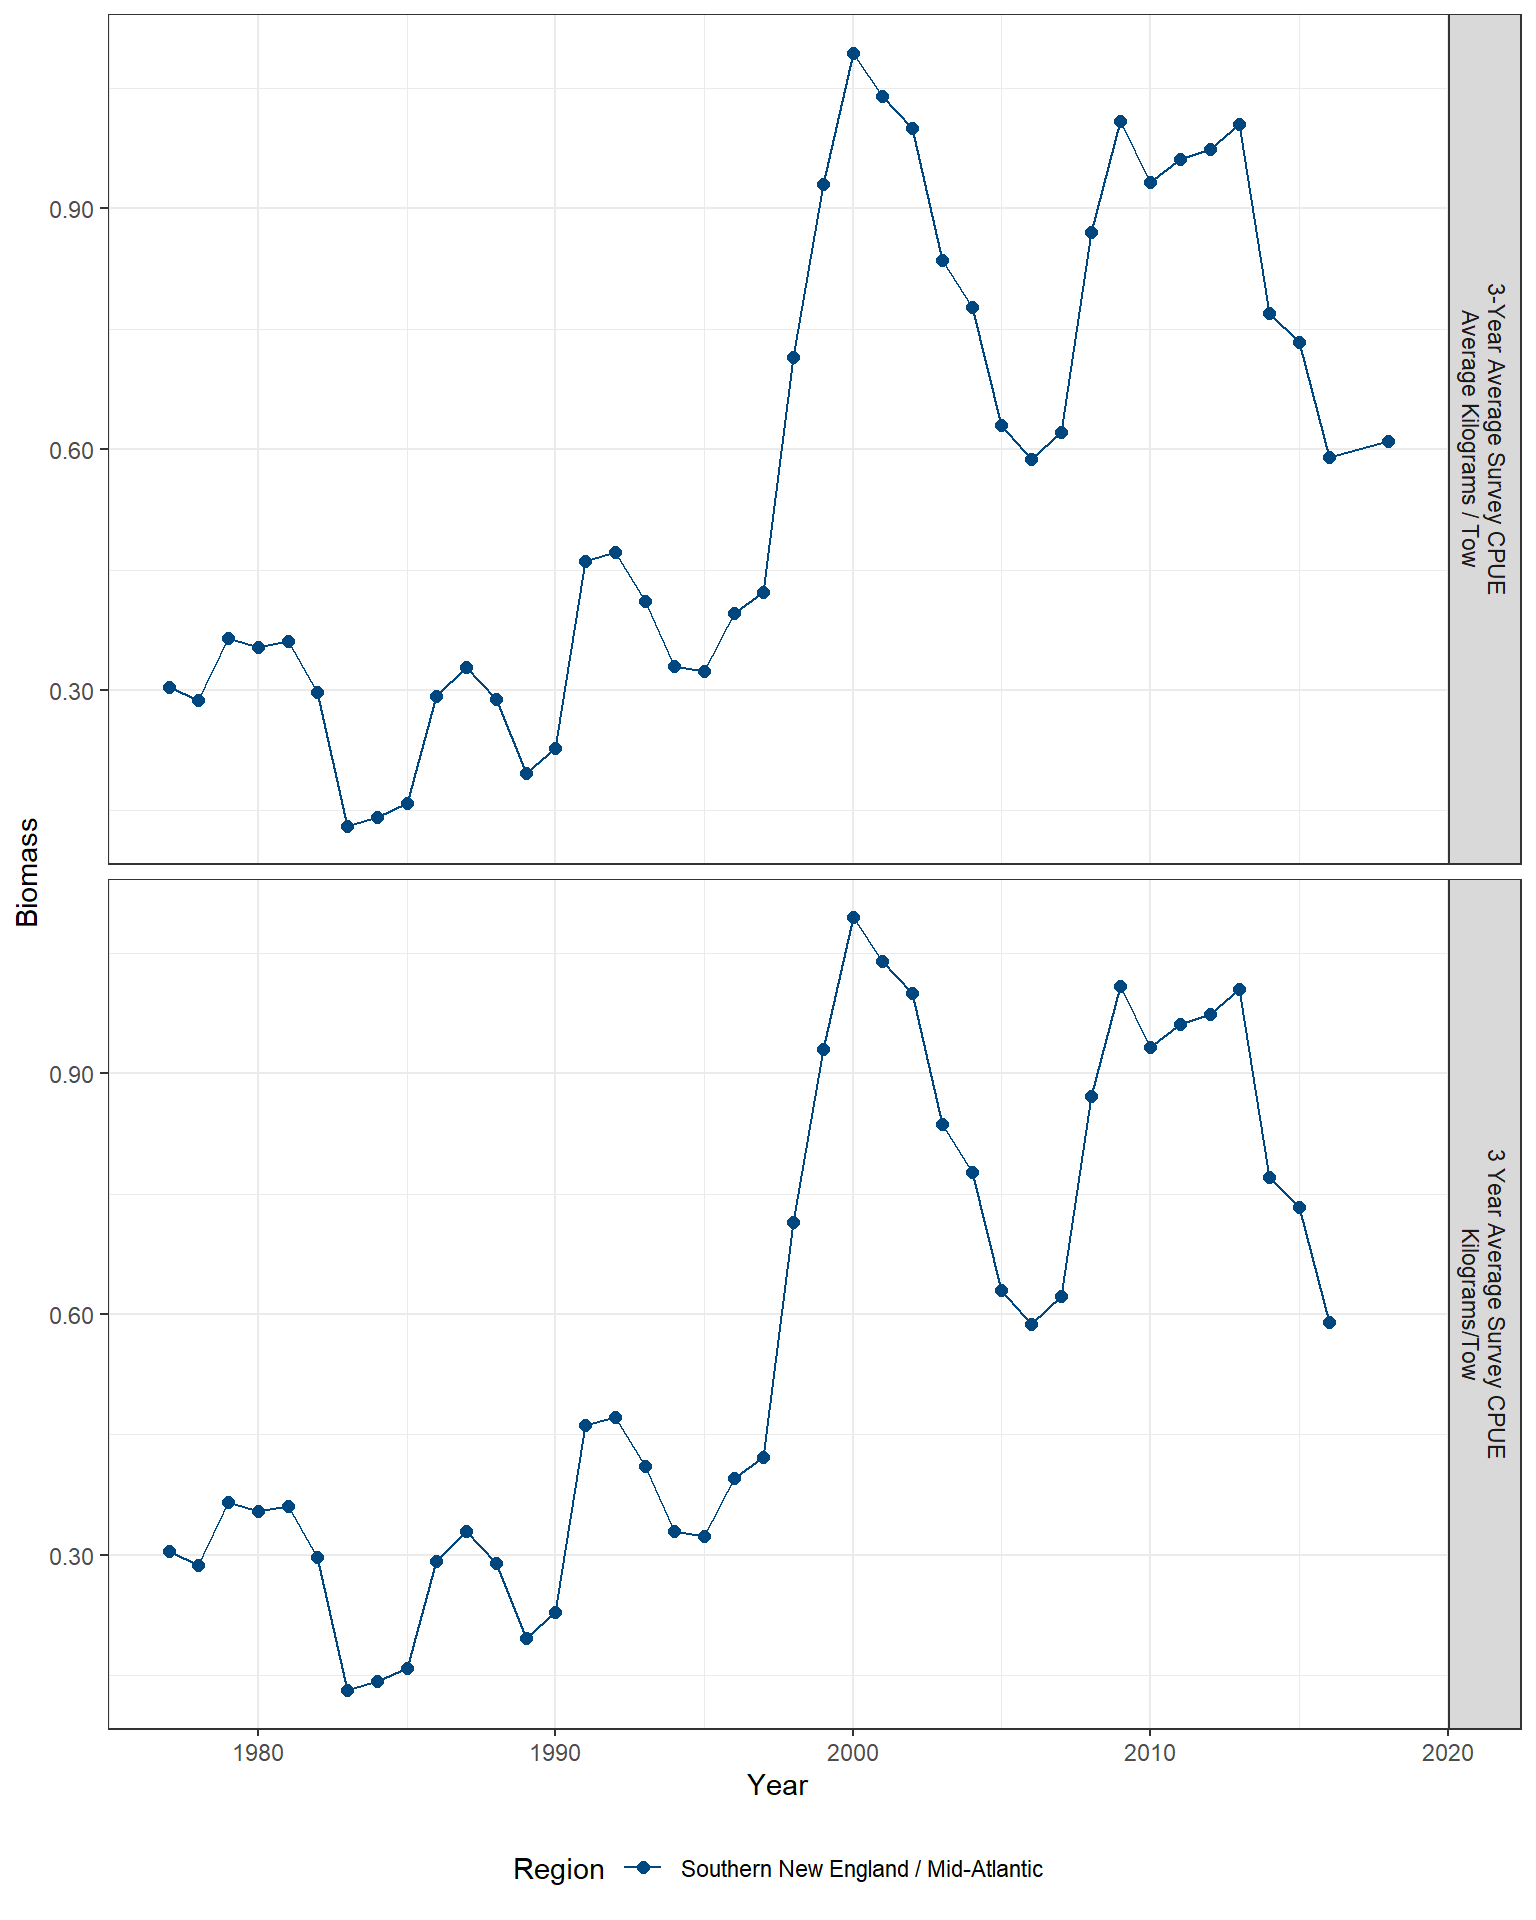 0.90
0.60
0.30
3-Year Average Survey CPUE
Average Kilograms / Tow
Biomass
0.90
0.60
0.30
3 Year Average Survey CPUE
Kilograms/Tow
1980 1990 2000 2010 2020
Year
Region Southern New England / Mid-Atlantic